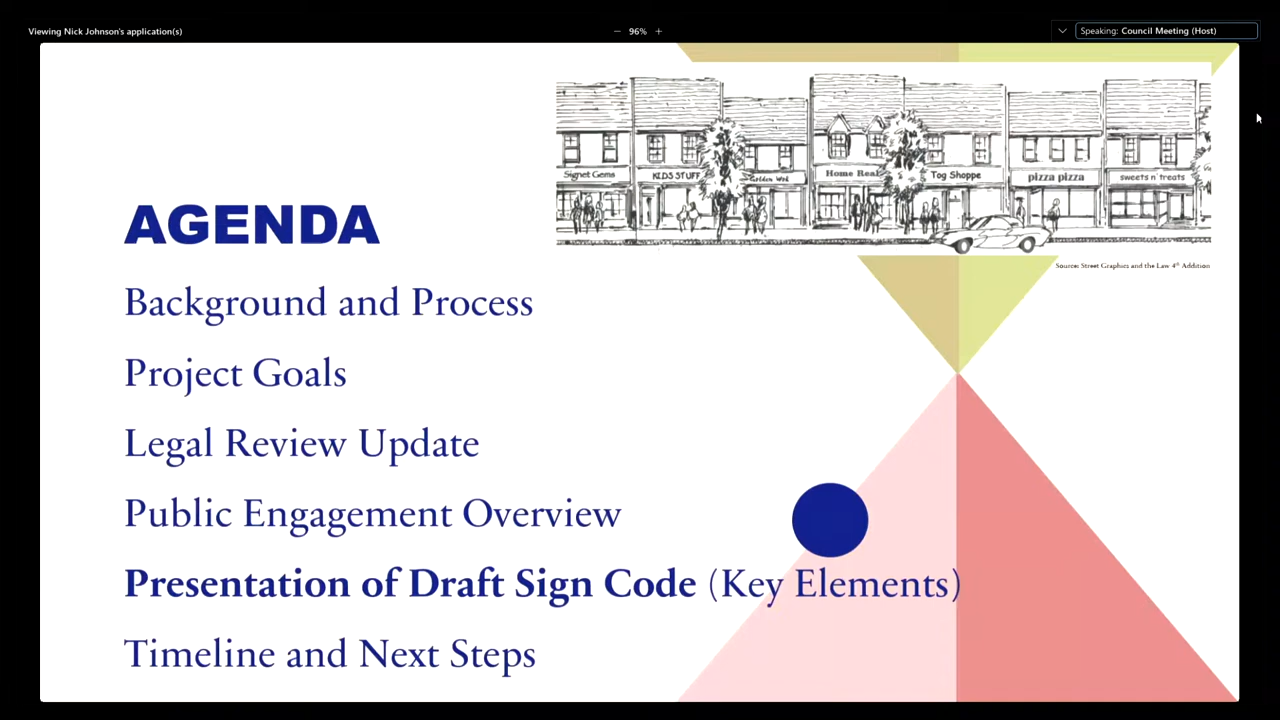 Viewing Nick Johnson's application(s)
− 96% +
Speaking: Council Meeting (Host)
Signet Gems
KIDS STUFF
Golden Wok
Home Real
Tog Shoppe
pizza pizza
sweets n' treats
Source: Street Graphics and the Law 4th Addition
AGENDA
Background and Process
Project Goals
Legal Review Update
Public Engagement Overview
Presentation of Draft Sign Code (Key Elements)
Timeline and Next Steps